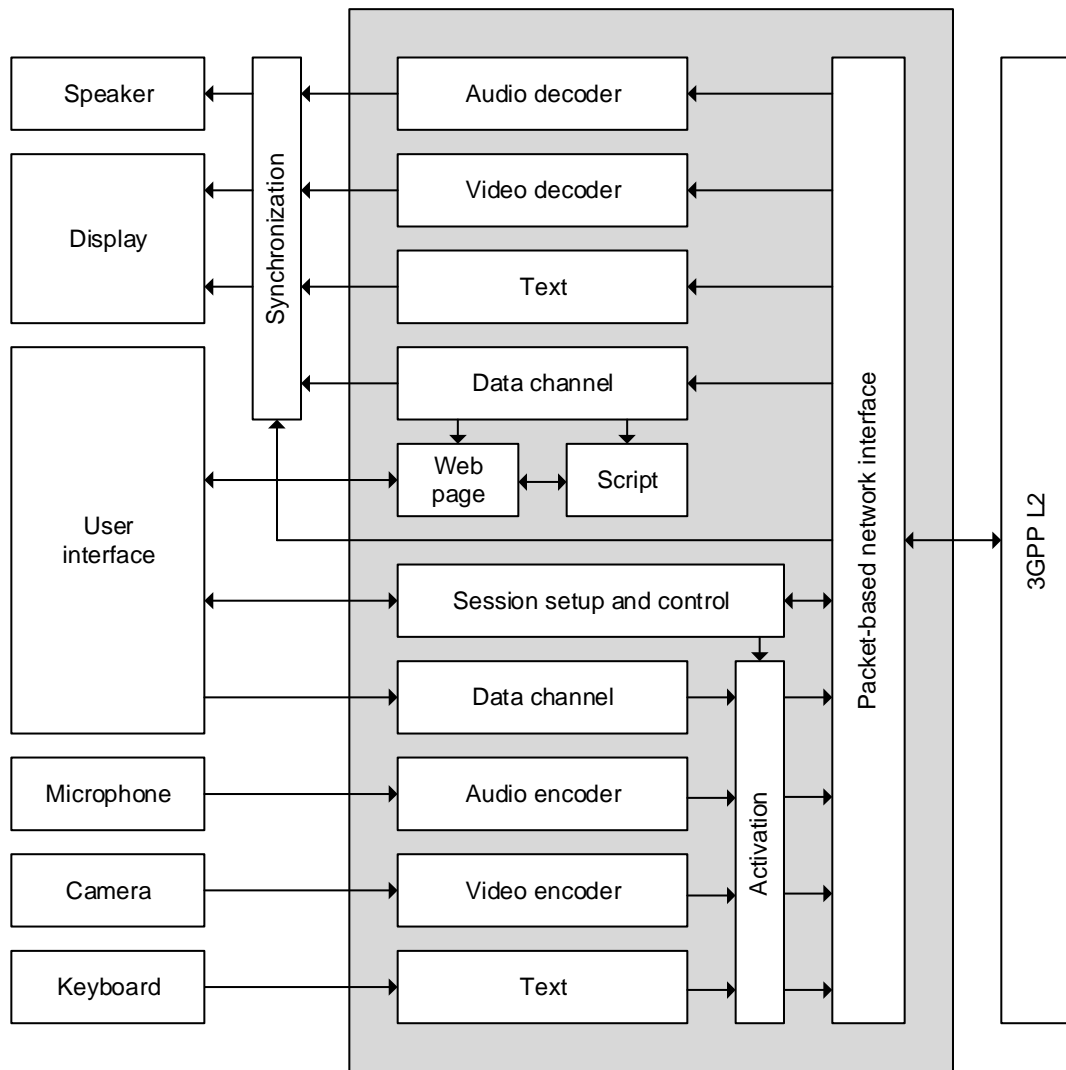 Speaker
Audio decoder
Display
Video decoder
Text
Synchronization
Data channel
User
interface
Web
page
Script
Session setup and control
Packet-based network interface
3GPP L2
Data channel
Microphone
Audio encoder
Activation
Camera
Video encoder
Keyboard
Text